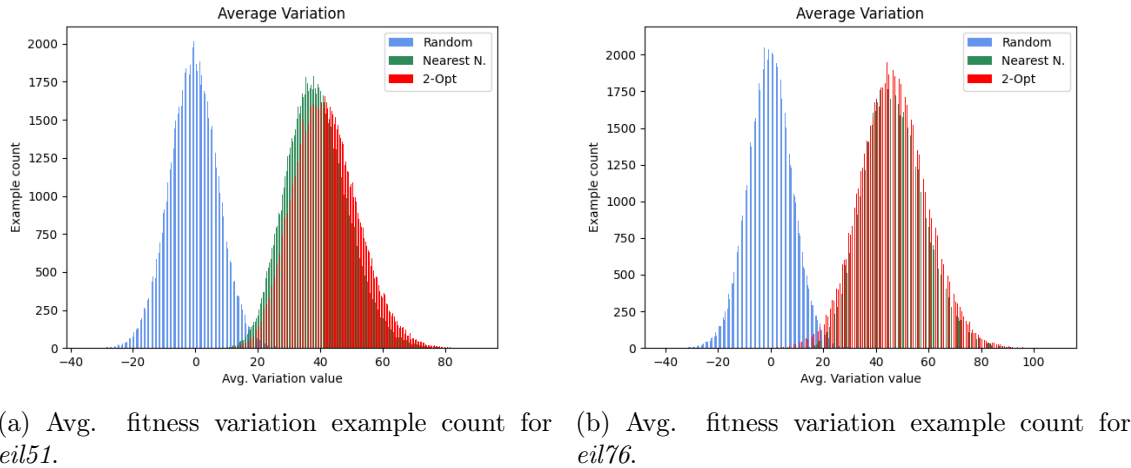 Average Variation
2000
1750
1500
1250
1000
750
500
250
0
Example count
−40
−20
0
20
40
60
80
Avg. Variation value
Random
Nearest N.
2-Opt
Average Variation
2000
1750
1500
1250
1000
750
500
250
0
Example count
−40
−20
0
20
40
60
80
100
Avg. Variation value
Random
Nearest N.
2-Opt
(a) Avg. fitness variation example count for
eil51.
(b) Avg. fitness variation example count for
eil76.